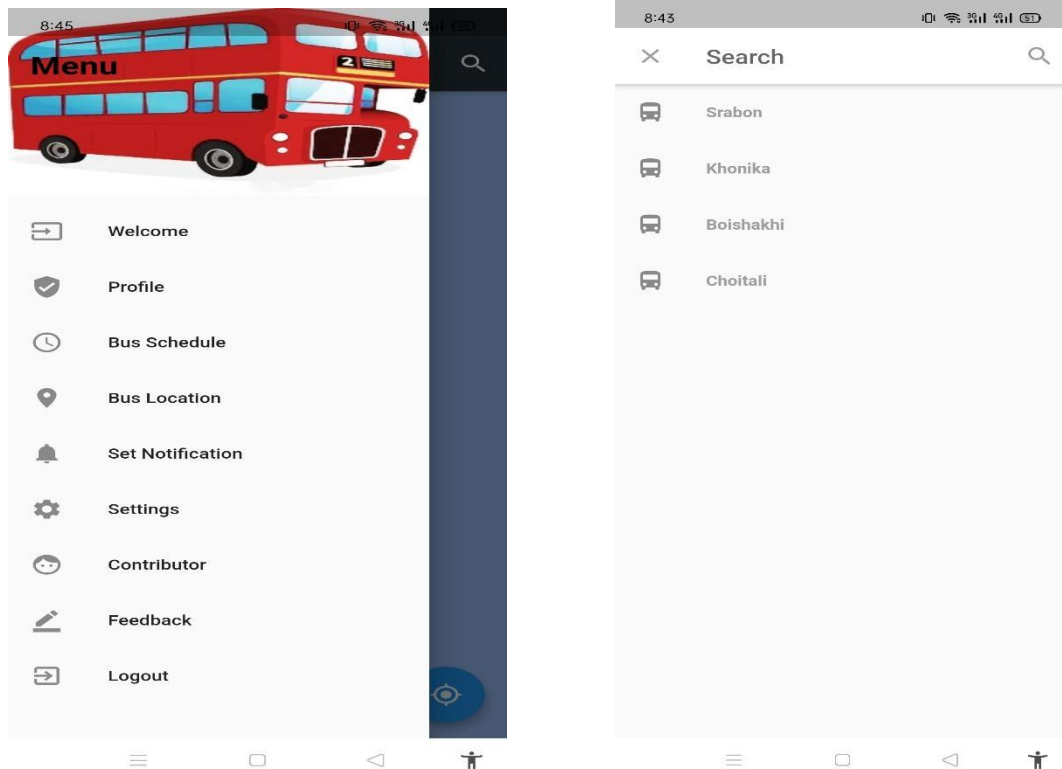 8:45
Menu
2
Welcome
Profile
Bus Schedule
Bus Location
Set Notification
Settings
Contributor
Feedback
Logout
8:43
Search
Srabon
Khonika
Boishakhi
Choitali